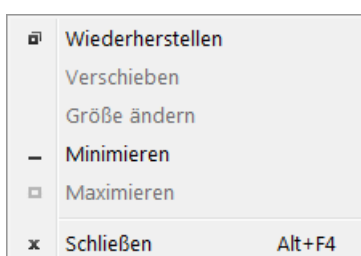 Wiederherstellen
Verschieben
Größe ändern
Minimieren
Maximieren
Schließen Alt+F4